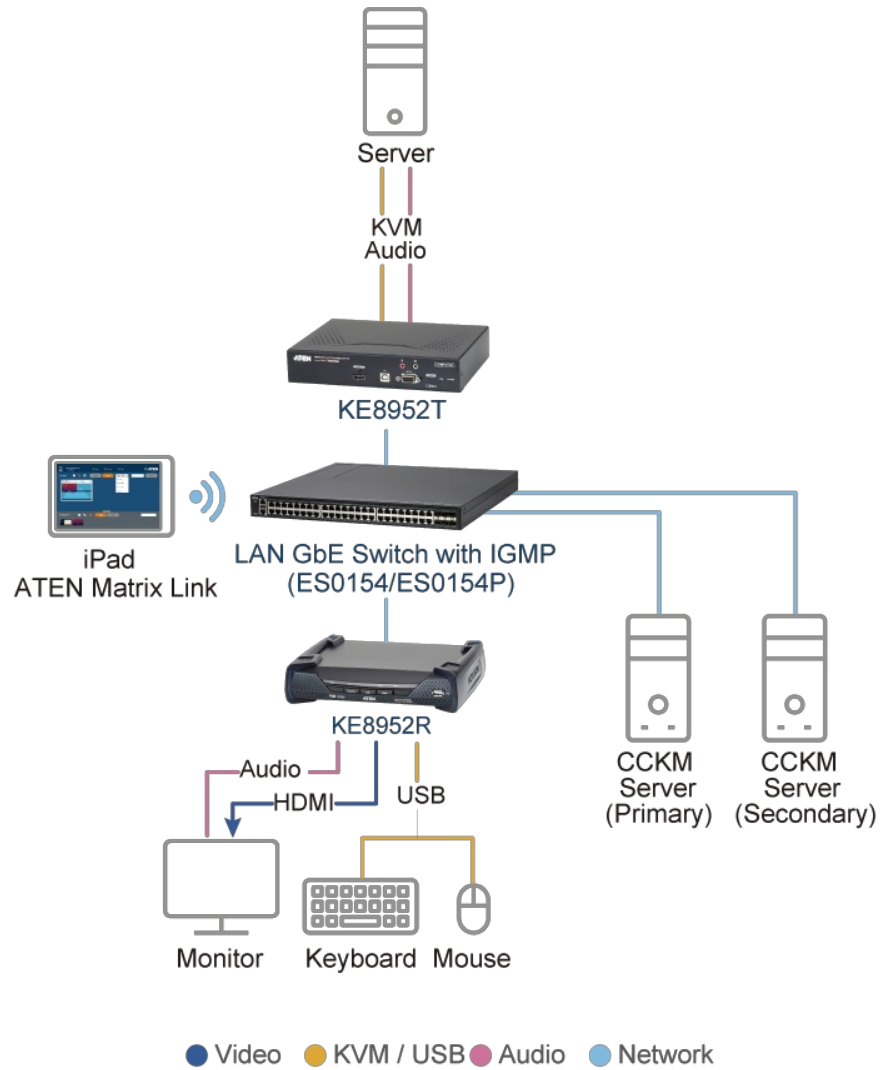 Server
KVM
Audio
ATEN
KE8952T
iPad
ATEN Matrix Link
LAN GbE Switch with IGMP
(ES0154/ES0154P)
KE8952R
Audio
HDMI
USB
CCKM
Server
(Primary)
CCKM
Server
(Secondary)
Monitor
Keyboard
Mouse
Video
KVM / USB
Audio
Network